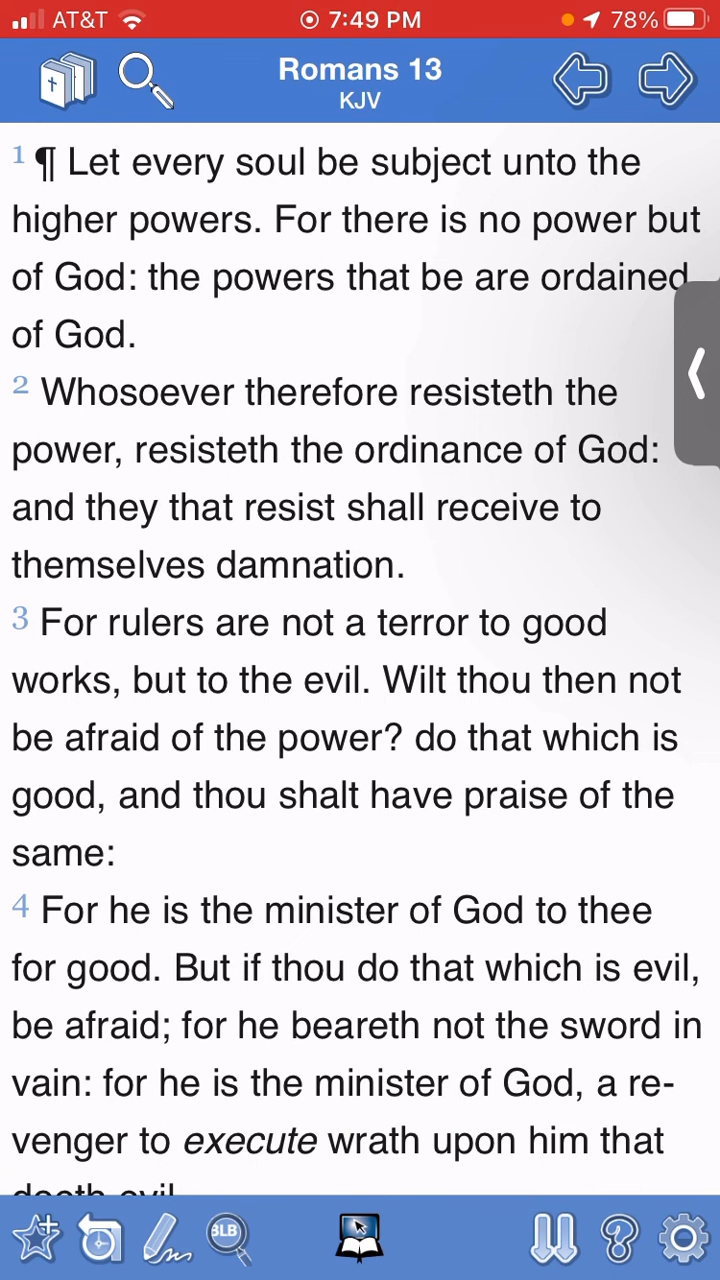 AT&T 7:49 PM 78%
Romans 13
KJV
1 ¶ Let every soul be subject unto the
higher powers. For there is no power but
of God: the powers that be are ordained
of God.
2 Whosoever therefore resisteth the
power, resisteth the ordinance of God:
and they that resist shall receive to
themselves damnation.
3 For rulers are not a terror to good
works, but to the evil. Wilt thou then not
be afraid of the power? do that which is
good, and thou shalt have praise of the
same:
4 For he is the minister of God to thee
for good. But if thou do that which is evil,
be afraid; for he beareth not the sword in
vain: for he is the minister of God, a re-
venger to execute wrath upon him that
doeth evil
BLB